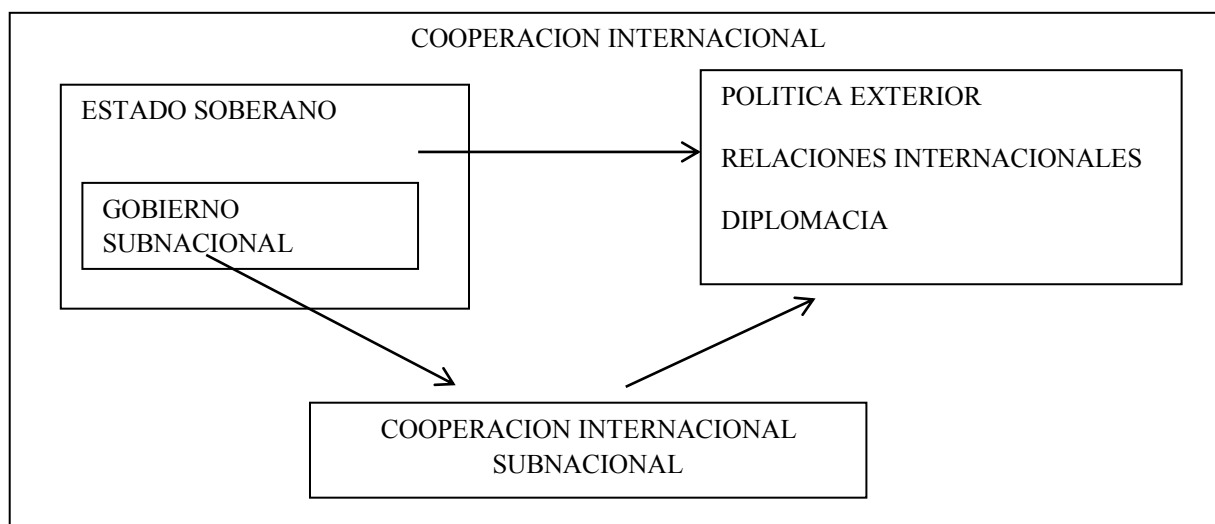 COOPERACION INTERNACIONAL
ESTADO SOBERANO
GOBIERNO
SUBNACIONAL
POLITICA EXTERIOR
RELACIONES INTERNACIONALES
DIPLOMACIA
COOPERACION INTERNACIONAL
SUBNACIONAL